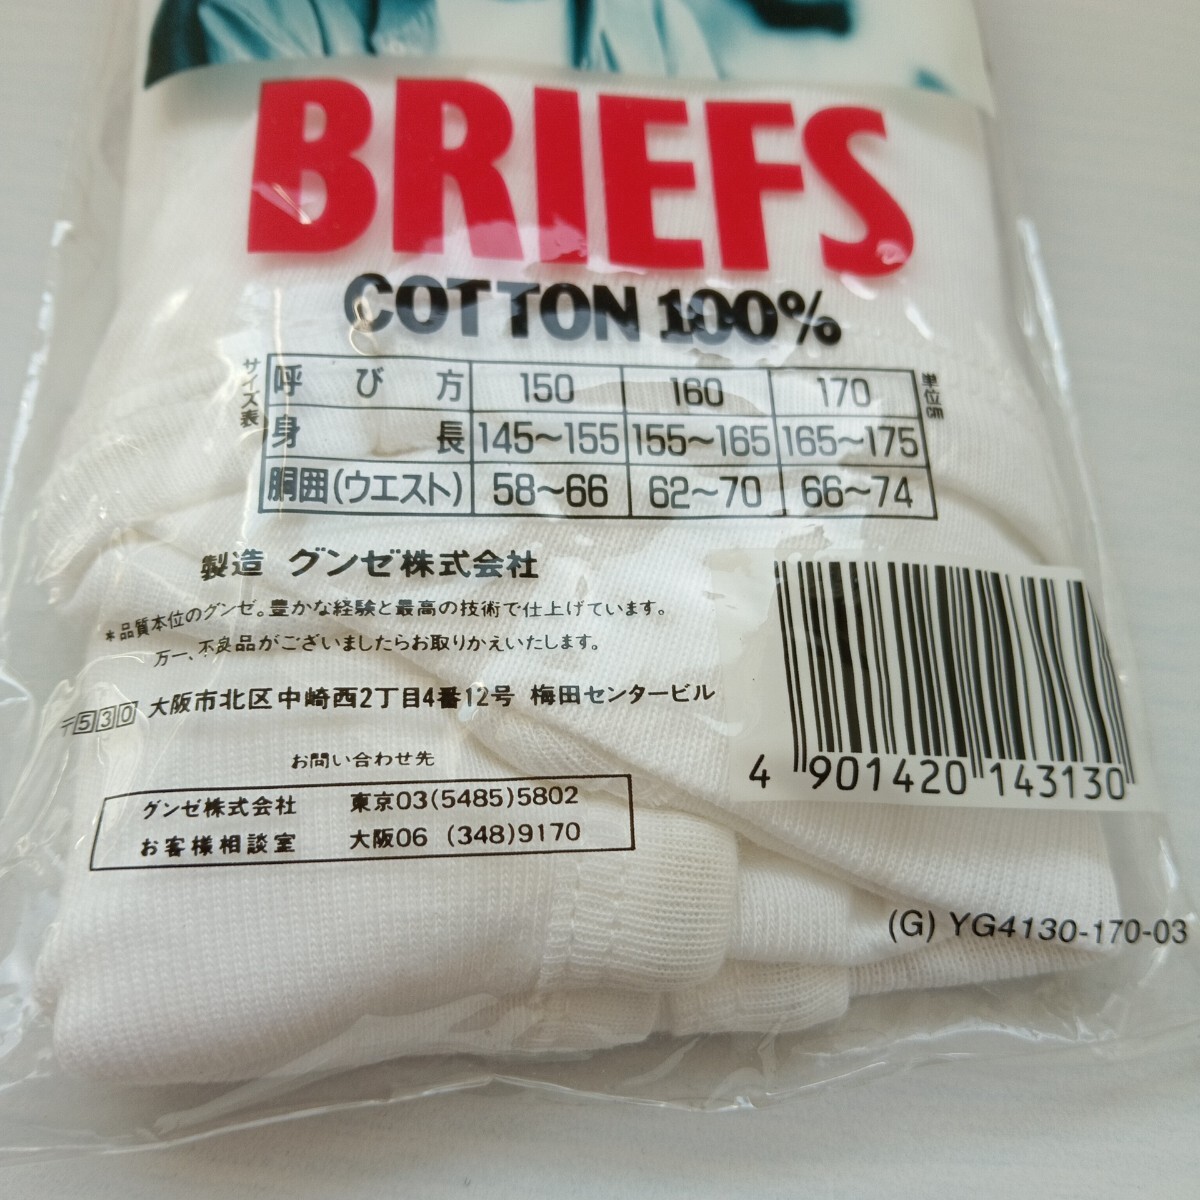 BRIEFS
COTTON 100%
サイズ表
単位cm
呼び方 150 160 170
身長 145〜155 155〜165 165〜175
胴囲(ウエスト) 58〜66 62〜70 66〜74
製造 グンゼ株式会社
*品質本位のグンゼ。豊かな経験と最高の技術で仕上げています。
万一、不良品がございましたらお取りかえいたします。
〒530 大阪市北区中崎西2丁目4番12号 梅田センタービル
お問い合わせ先
グンゼ株式会社 東京03(5485)5802
お客様相談室 大阪06 (348)9170
4 901420 143130
(G) YG4130-170-03